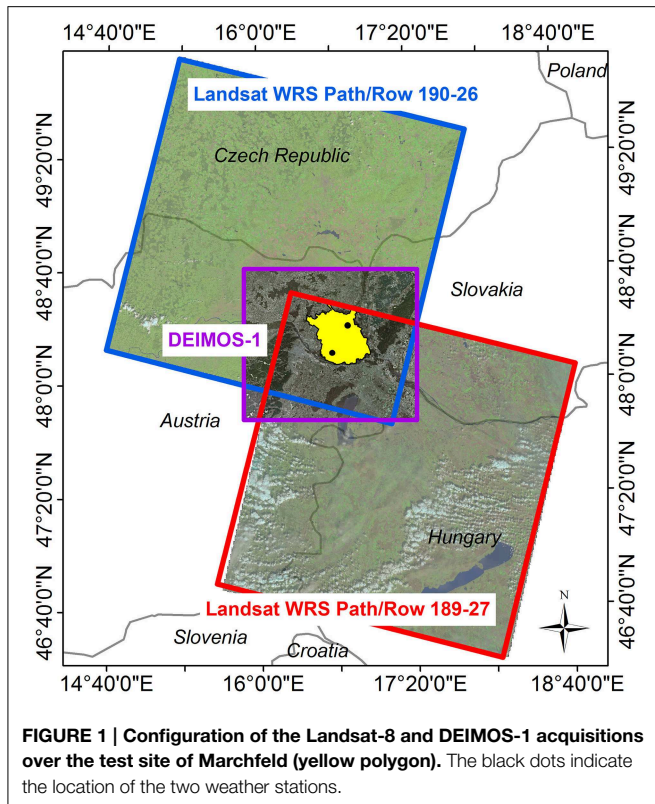 14°40'0"E 16°00'0"E 17°20'0"E 18°40'0"E
Poland
Landsat WRS Path/Row 190-26
Czech Republic
49°20'0"N
49°20'0"N
48°40'0"N
48°40'0"N
Slovakia
DEIMOS-1
48°0'0"N
48°0'0"N
Austria
47°20'0"N
47°20'0"N
Hungary
N
46°40'0"N
46°40'0"N
Landsat WRS Path/Row 189-27
Slovenia
Croatia
14°40'0"E 16°00'0"E 17°20'0"E 18°40'0"E
FIGURE 1 | Configuration of the Landsat-8 and DEIMOS-1 acquisitions
over the test site of Marchfeld (yellow polygon). The black dots indicate
the location of the two weather stations.